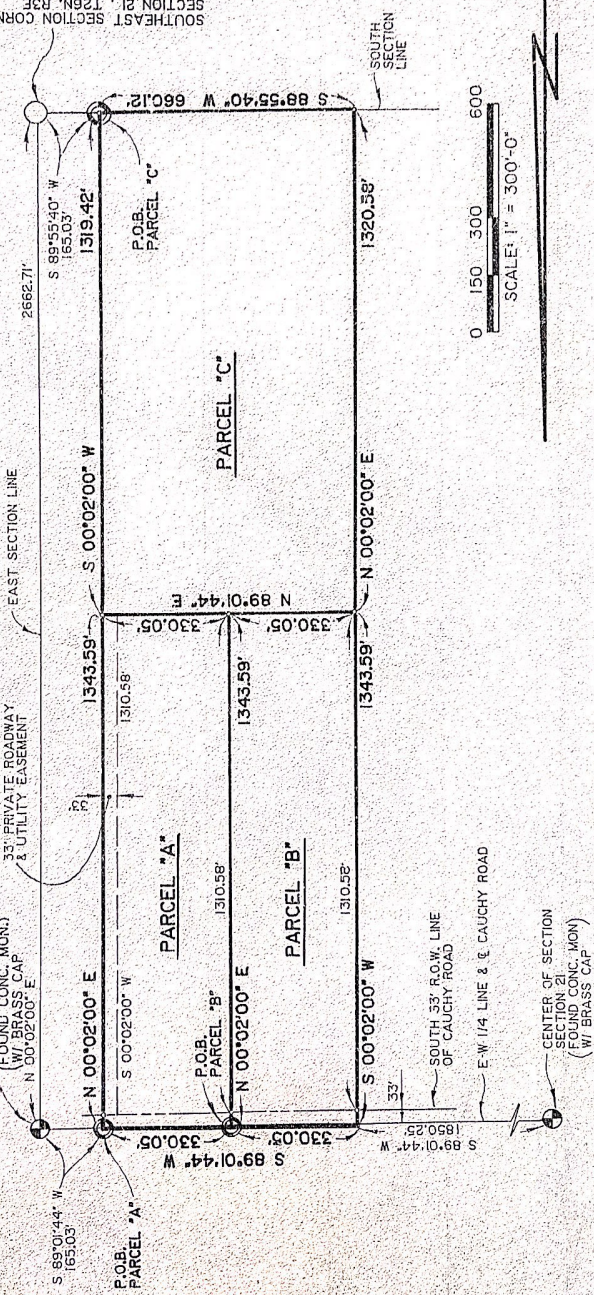 SOUTHEAST SECTION CORN
SECTION 21, T26N, R3E
S 89°55'40" W
165.03'
2662.71'
EAST SECTION LINE
33' PRIVATE ROADWAY
& UTILITY EASEMENT
(FOUND CONC. MON.)
(W/ BRASS CAP
N 00°02'00" E
S 89°01'44" W
165.03'
P.O.B.
PARCEL "A"
N 00°02'00" E
1343.59'
S 00°02'00" W
1319.42'
P.O.B.
PARCEL "C"
S 88°55'40" W 660.12'
SOUTH
SECTION
LINE
33'
S 00°02'00" W
1310.58'
PARCEL "A"
1310.58'
P.O.B.
PARCEL "B"
N 00°02'00" E
1343.59'
330.05'
330.05'
N 89°01'44" E
PARCEL "C"
330.05'
330.05'
S 89°01'44" W
PARCEL "B"
1310.58'
S 00°02'00" W
1343.59'
N 00°02'00" E
1320.58'
33'
S 89°01'44" W
1850.25'
SOUTH 33' R.O.W. LINE
OF CAUCHY ROAD
E-W 1/4 LINE & ℄ CAUCHY ROAD
CENTER OF SECTION
SECTION 21
(FOUND CONC. MON)
(W/ BRASS CAP
0 150 300 600
SCALE: 1" = 300'-0"
N